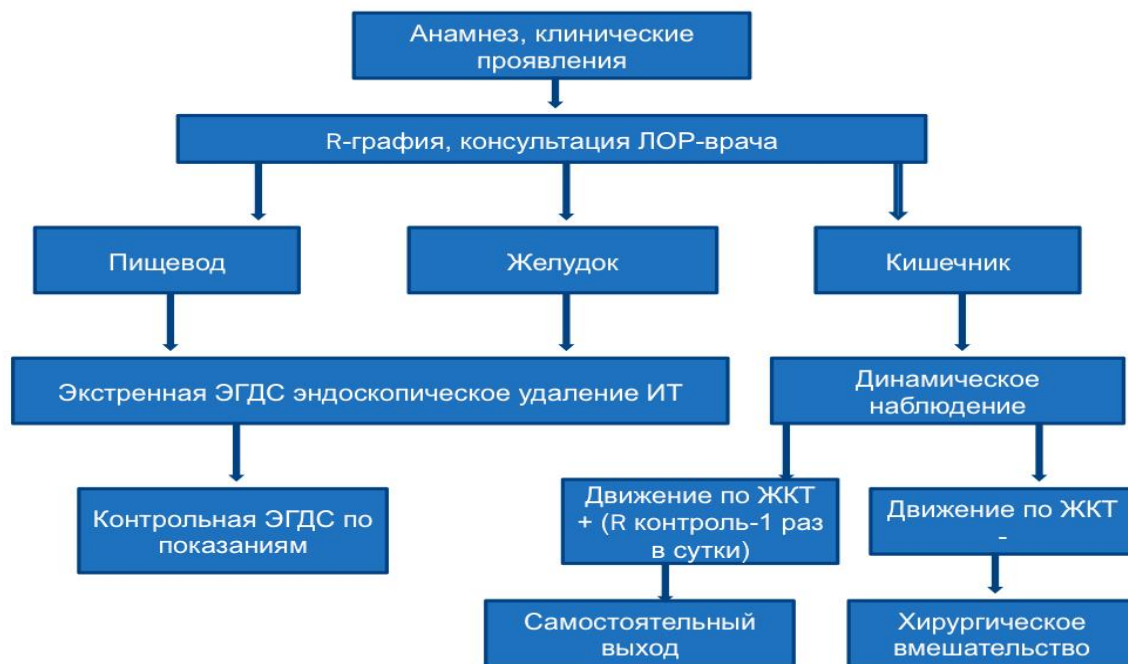 Анамнез, клинические
проявления
R-графия, консультация ЛОР-врача
Пищевод
Желудок
Кишечник
Экстренная ЭГДС эндоскопическое удаление ИТ
Динамическое
наблюдение
Контрольная ЭГДС по
показаниям
Движение по ЖКТ
+ (R контроль-1 раз
в сутки)
Движение по ЖКТ
-
Самостоятельный
выход
Хирургическое
вмешательство